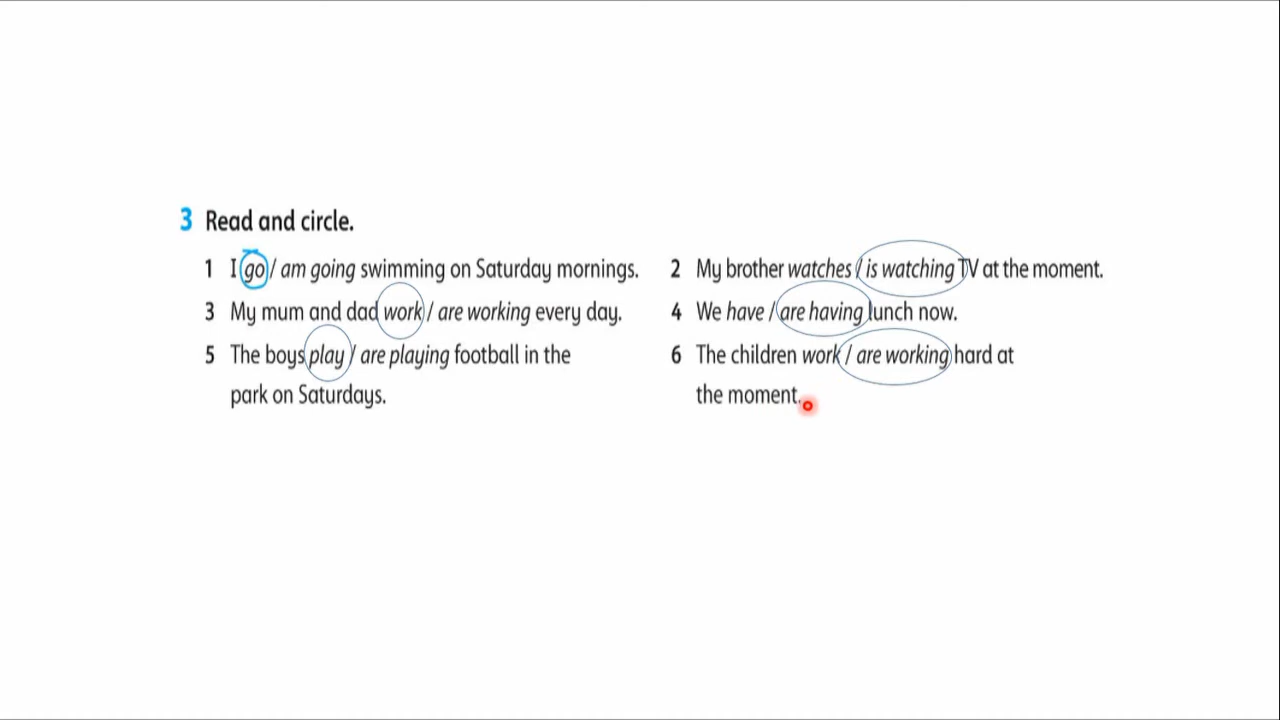 3 Read and circle.
1 I go / am going swimming on Saturday mornings.
2 My brother watches / is watching TV at the moment.
3 My mum and dad work / are working every day.
4 We have / are having lunch now.
5 The boys play / are playing football in the
park on Saturdays.
6 The children work / are working hard at
the moment.